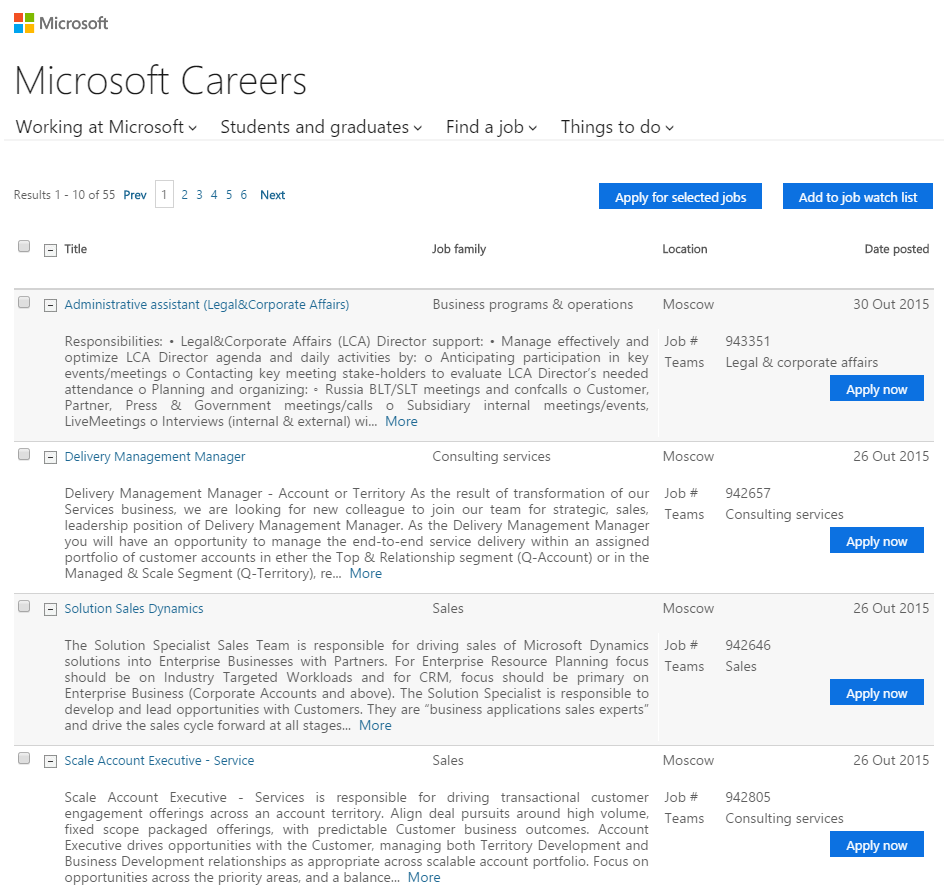 Microsoft
Microsoft Careers
Working at Microsoft Students and graduates Find a job Things to do
Results 1 - 10 of 55 Prev 1 2 3 4 5 6 Next Apply for selected jobs Add to job watch list
Title Job family Location Date posted
Administrative assistant (Legal&Corporate Affairs) Business programs & operations Moscow 30 Out 2015
Responsibilities: • Legal&Corporate Affairs (LCA) Director support: • Manage effectively and
optimize LCA Director agenda and daily activities by: o Anticipating participation in key
events/meetings o Contacting key meeting stake-holders to evaluate LCA Director's needed
attendance o Planning and organizing: ◦ Russia BLT/SLT meetings and confcalls o Customer,
Partner, Press & Government meetings/calls o Subsidiary internal meetings/events,
LiveMeetings o Interviews (internal & external) wi... More
Job # 943351
Teams Legal & corporate affairs
Apply now
Delivery Management Manager Consulting services Moscow 26 Out 2015
Delivery Management Manager - Account or Territory As the result of transformation of our
Services business, we are looking for new colleague to join our team for strategic, sales,
leadership position of Delivery Management Manager. As the Delivery Management Manager
you will have an opportunity to manage the end-to-end service delivery within an assigned
portfolio of customer accounts in ether the Top & Relationship segment (Q-Account) or in the
Managed & Scale Segment (Q-Territory), re... More
Job # 942657
Teams Consulting services
Apply now
Solution Sales Dynamics Sales Moscow 26 Out 2015
The Solution Specialist Sales Team is responsible for driving sales of Microsoft Dynamics
solutions into Enterprise Businesses with Partners. For Enterprise Resource Planning focus
should be on Industry Targeted Workloads and for CRM, focus should be primary on
Enterprise Business (Corporate Accounts and above). The Solution Specialist is responsible to
develop and lead opportunities with Customers. They are “business applications sales experts”
and drive the sales cycle forward at all stages... More
Job # 942646
Teams Sales
Apply now
Scale Account Executive - Service Sales Moscow 26 Out 2015
Scale Account Executive - Services is responsible for driving transactional customer
engagement offerings across an account territory. Align deal pursuits around high volume,
fixed scope packaged offerings, with predictable Customer business outcomes. Account
Executive drives opportunities with the Customer, managing both Territory Development and
Business Development relationships as appropriate across scalable account portfolio. Focus on
opportunities across the priority areas, and a balance... More
Job # 942805
Teams Consulting services
Apply now